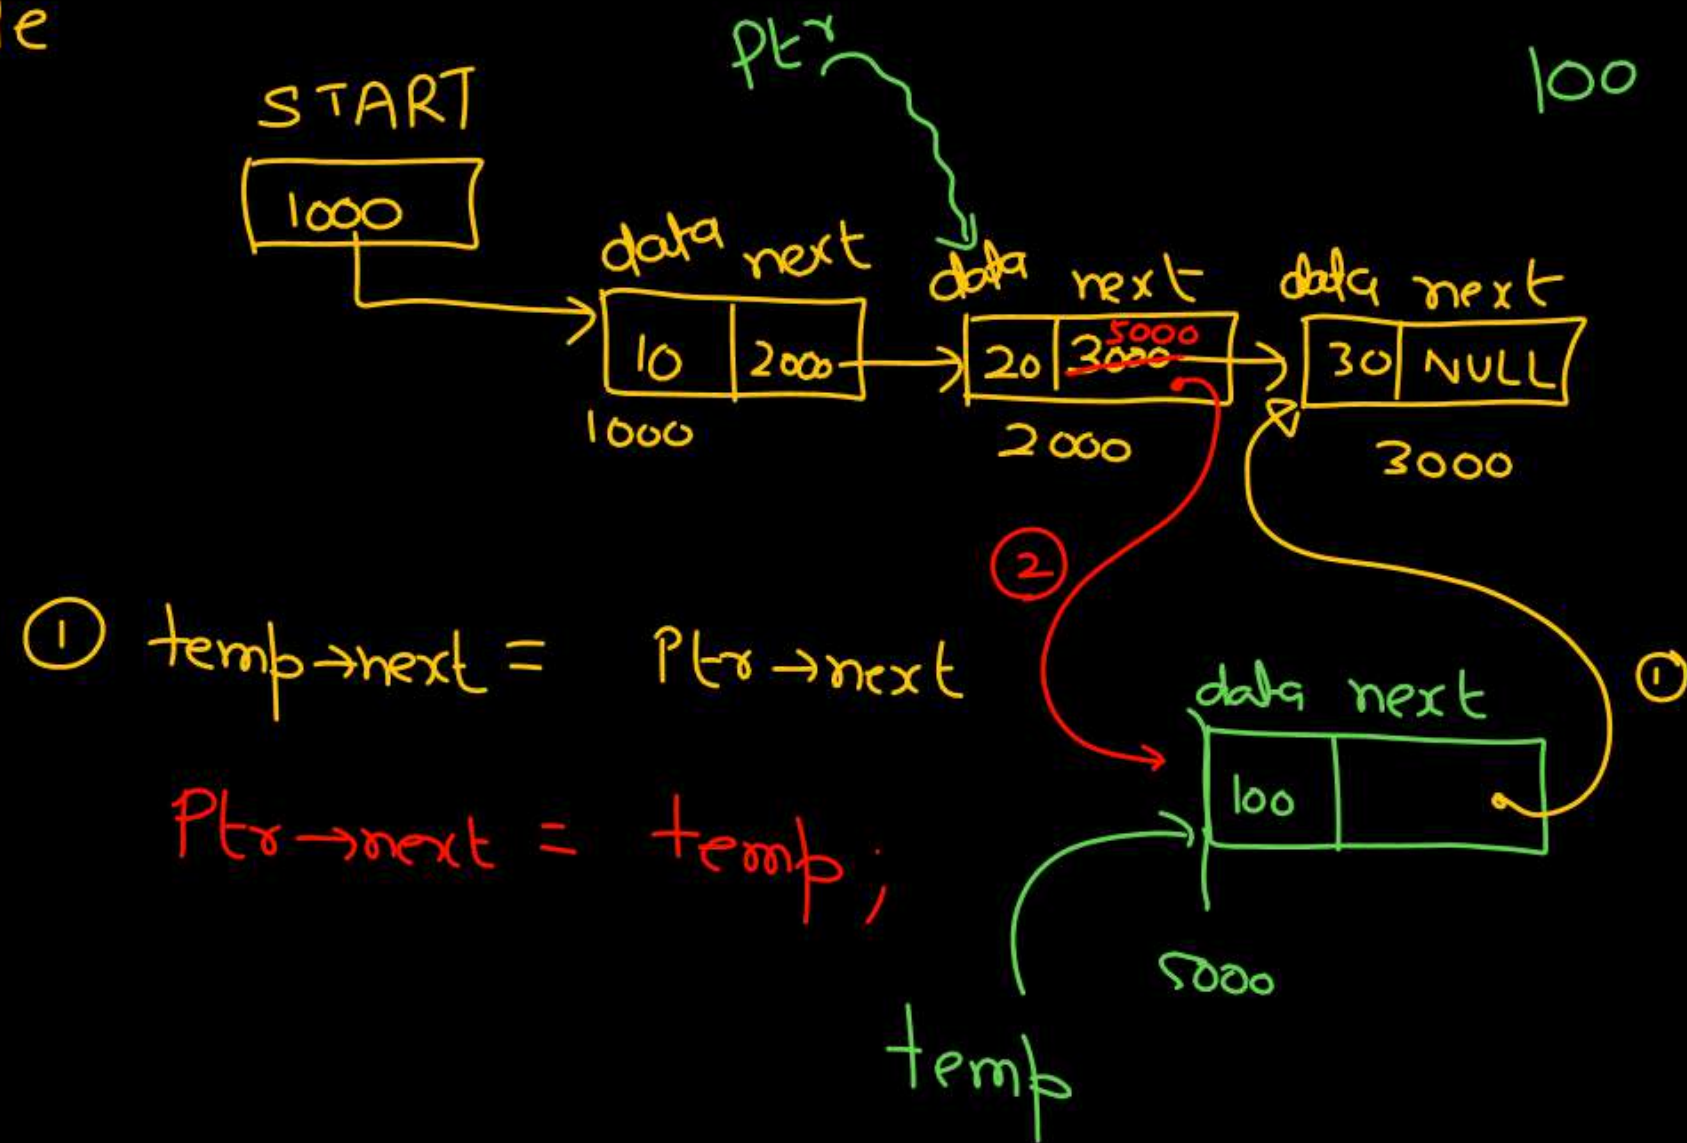 le
Ptr
100
START
1000
data next
data next
data next
10 2000
20 3000 5000
30 NULL
1000
2000
3000
2
① temp→next = Ptr→next
①
data next
Ptr→next = temp;
100
5000
temp